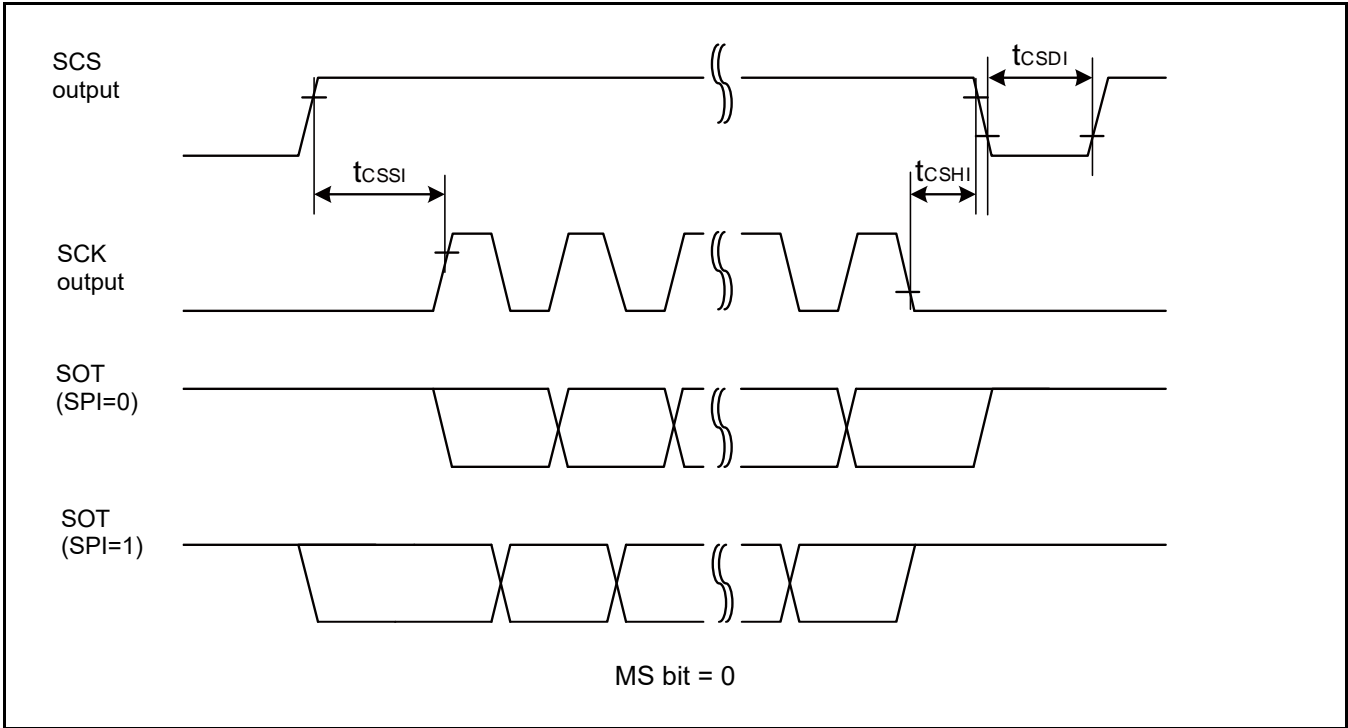 SCS
output
tCSDI
tCSSI
tCSHI
SCK
output
SOT
(SPI=0)
SOT
(SPI=1)
MS bit = 0